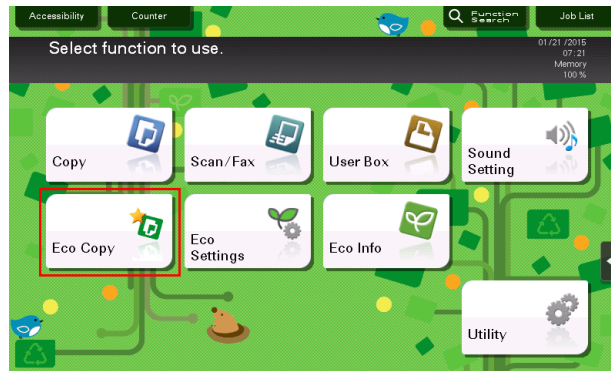 Accessibility
Counter
Function
Search
Job List
Select function to use.
01/21 /2015
07:21
Memory
100 %
Copy
Scan/Fax
User Box
Sound
Setting
Eco Copy
Eco
Settings
Eco Info
Utility